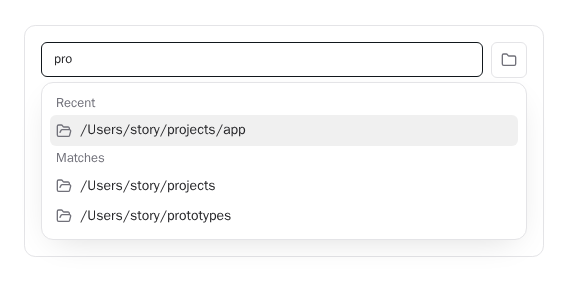 pro
Recent
/Users/story/projects/app
Matches
/Users/story/projects
/Users/story/prototypes